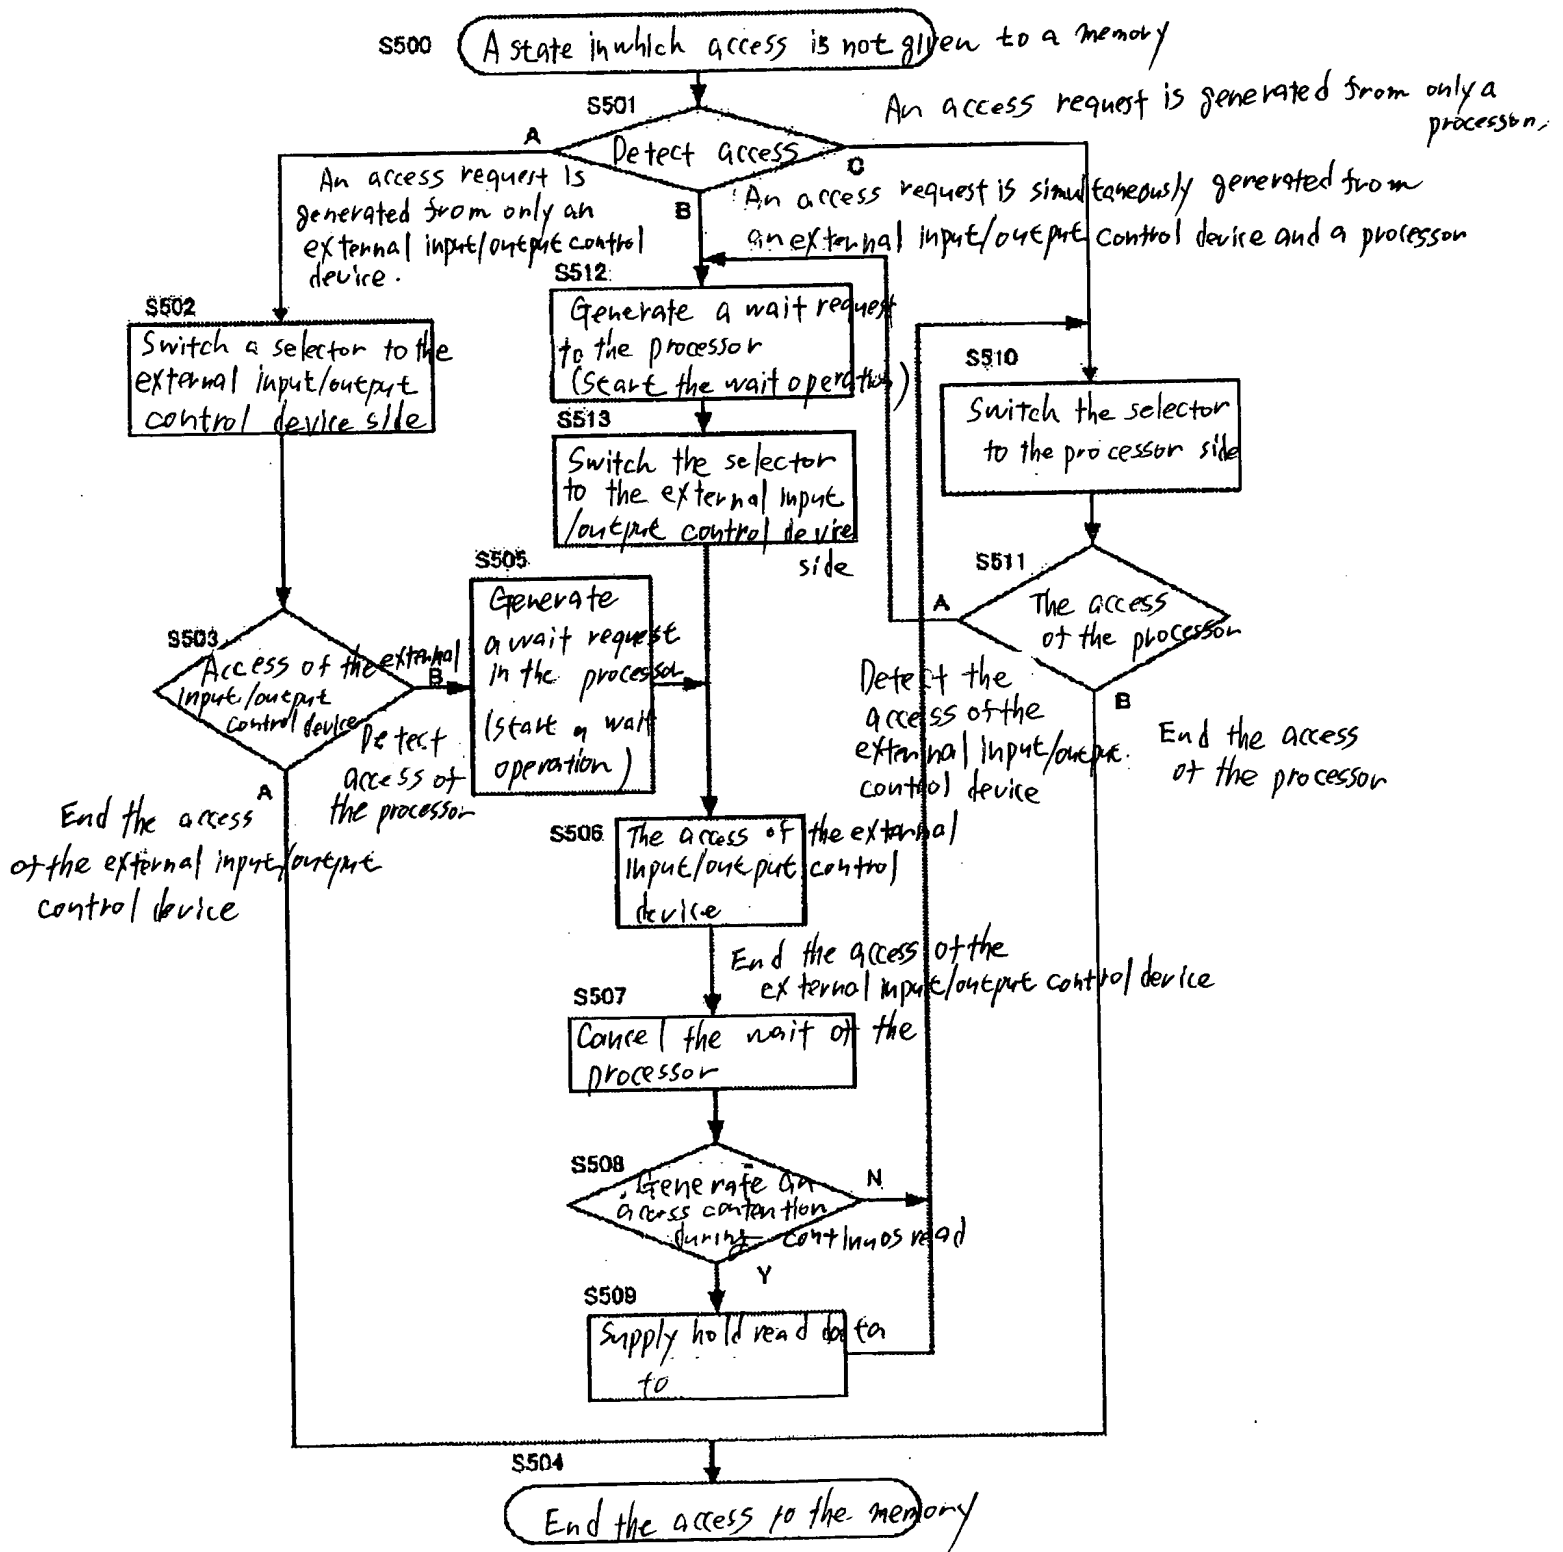 S500
A state in which access is not given to a memory
S501
Detect access
A
B
C
An access request is generated from only a
processor.
An access request is
generated from only an
external input/output control
device.
An access request is simultaneously generated from
an external input/output control device and a processor
S502
Switch a selector to the
external input/output
control device side
S512
Generate a wait request
to the processor
(Start the wait operation)
S513
Switch the selector
to the external input
/output control device
side
S510
Switch the selector
to the processor side
S511
The access
of the processor
A
B
Detect the
access of the
external input/output
control device
End the access
of the processor
S503
Access of the external
input/output
control device
B
A
Detect
access of
the processor
End the access
of the external input/output
control device
S505
Generate
a wait request
in the processor
(start a wait
operation)
S506
The access of the external
input/output control
device
End the access of the
external input/output control device
S507
Cancel the wait of the
processor
S508
Generate an
access contention
during continuos read
N
Y
S509
Supply hold read data
to
S504
End the access to the memory